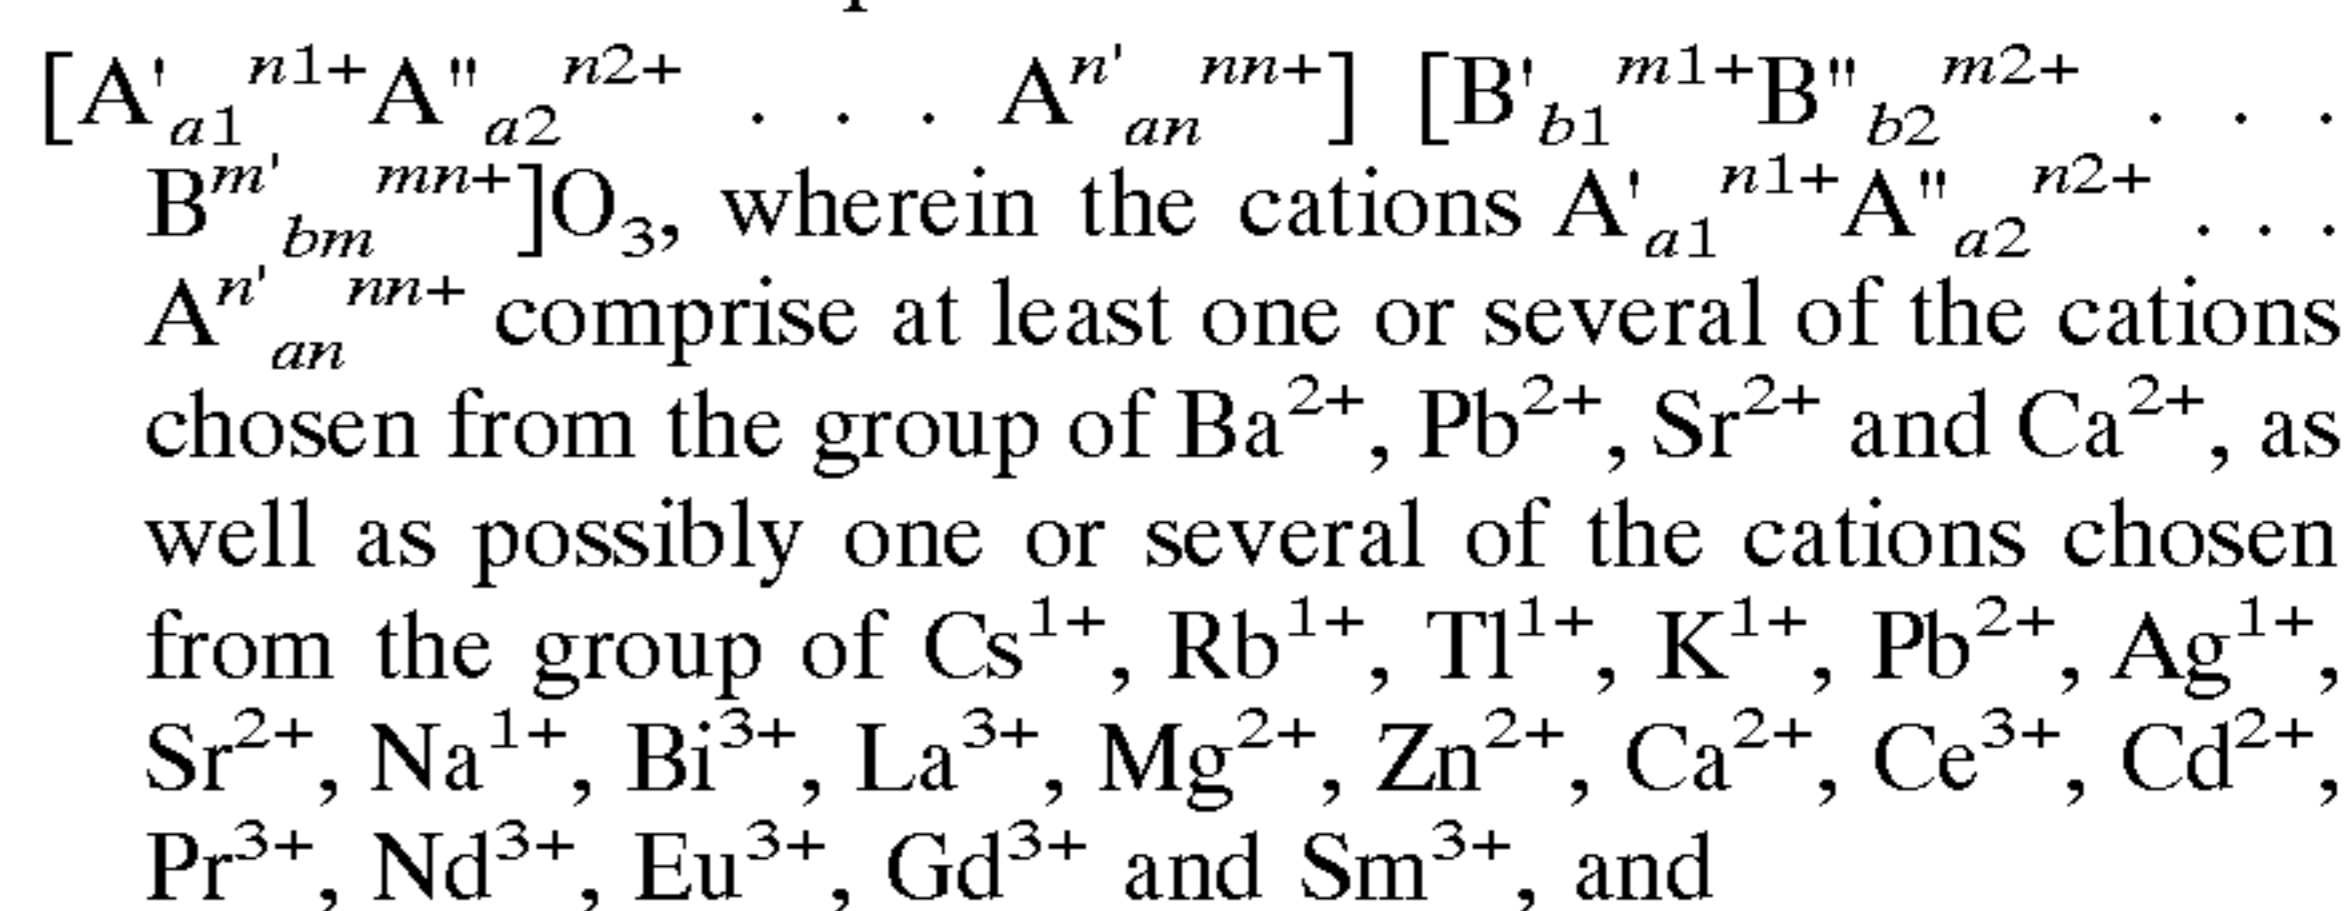 [A'ₐ₁ⁿ¹⁺A"ₐ₂ⁿ²⁺ . . . Aⁿ'ₐₙⁿⁿ⁺] [B'b1ᵐ¹⁺B"b2ᵐ²⁺ . . .
Bᵐ'bmᵐⁿ⁺]O₃, wherein the cations A'ₐ₁ⁿ¹⁺A"ₐ₂ⁿ²⁺ . . .
Aⁿ'ₐₙⁿⁿ⁺ comprise at least one or several of the cations
chosen from the group of Ba²⁺, Pb²⁺, Sr²⁺ and Ca²⁺, as
well as possibly one or several of the cations chosen
from the group of Cs¹⁺, Rb¹⁺, Tl¹⁺, K¹⁺, Pb²⁺, Ag¹⁺,
Sr²⁺, Na¹⁺, Bi³⁺, La³⁺, Mg²⁺, Zn²⁺, Ca²⁺, Ce³⁺, Cd²⁺,
Pr³⁺, Nd³⁺, Eu³⁺, Gd³⁺ and Sm³⁺, and